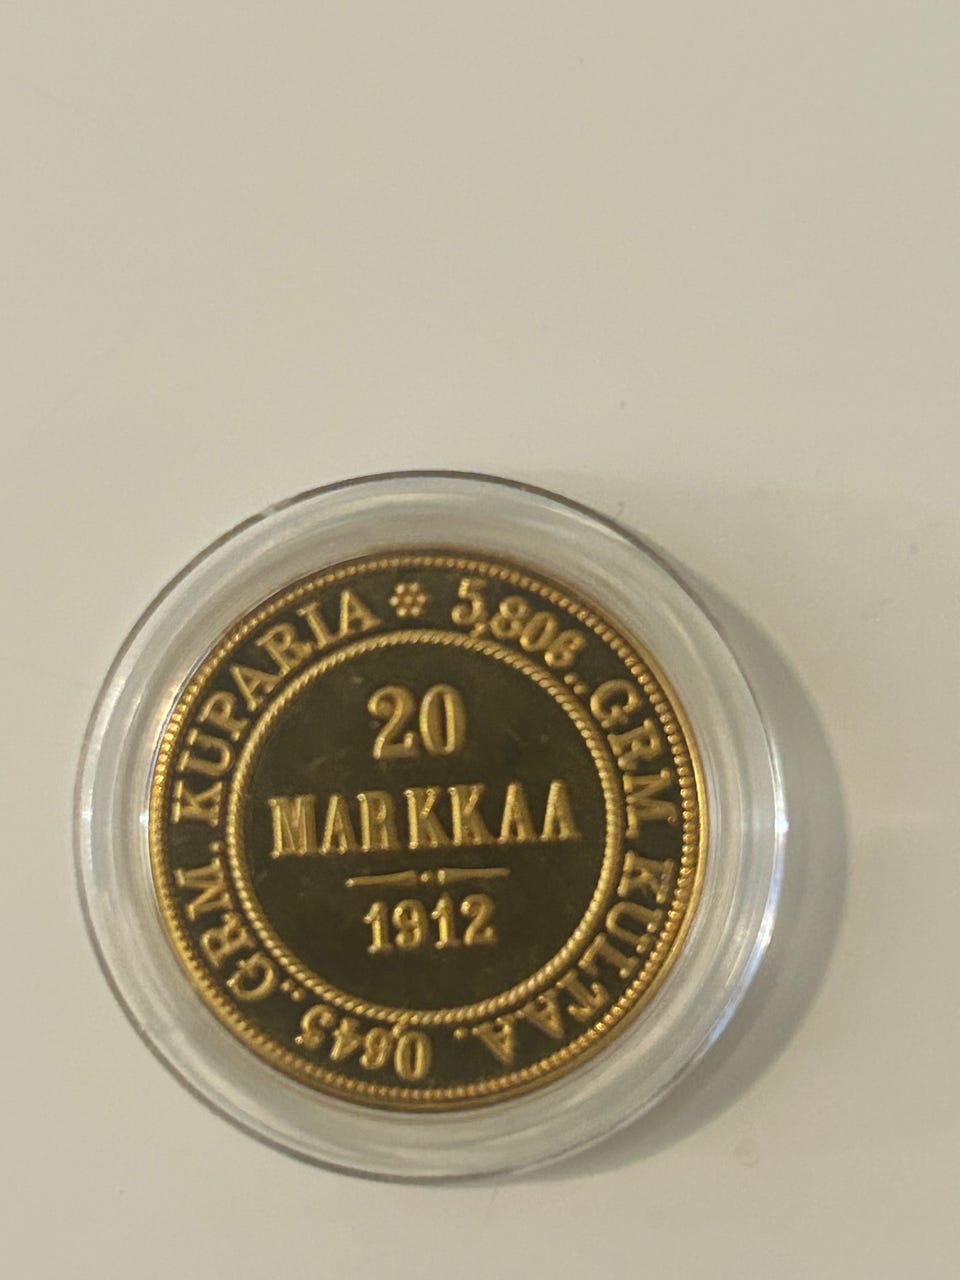 20
MARKKAA
1912
5,806.. GRM KULTAA. 0,645.. GRM. KUPARIA